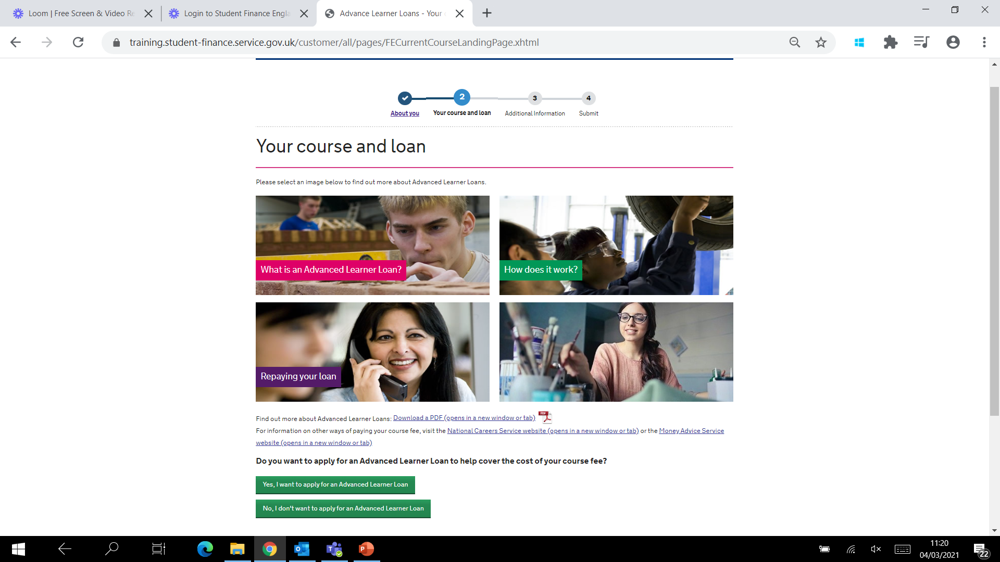 Loom | Free Screen & Video Re
Login to Student Finance Engla
Advance Learner Loans - Your c
training.student-finance.service.gov.uk/customer/all/pages/FECurrentCourseLandingPage.xhtml
2
3
4
About you
Your course and loan
Additional Information
Submit
Your course and loan
Please select an image below to find out more about Advanced Learner Loans.
What is an Advanced Learner Loan?
How does it work?
Repaying your loan
Find out more about Advanced Learner Loans: Download a PDF (opens in a new window or tab) PDF
For information on other ways of paying your course fee, visit the National Careers Service website (opens in a new window or tab) or the Money Advice Service
website (opens in a new window or tab)
Do you want to apply for an Advanced Learner Loan to help cover the cost of your course fee?
Yes, I want to apply for an Advanced Learner Loan
No, I don't want to apply for an Advanced Learner Loan
11:20
04/03/2021
22